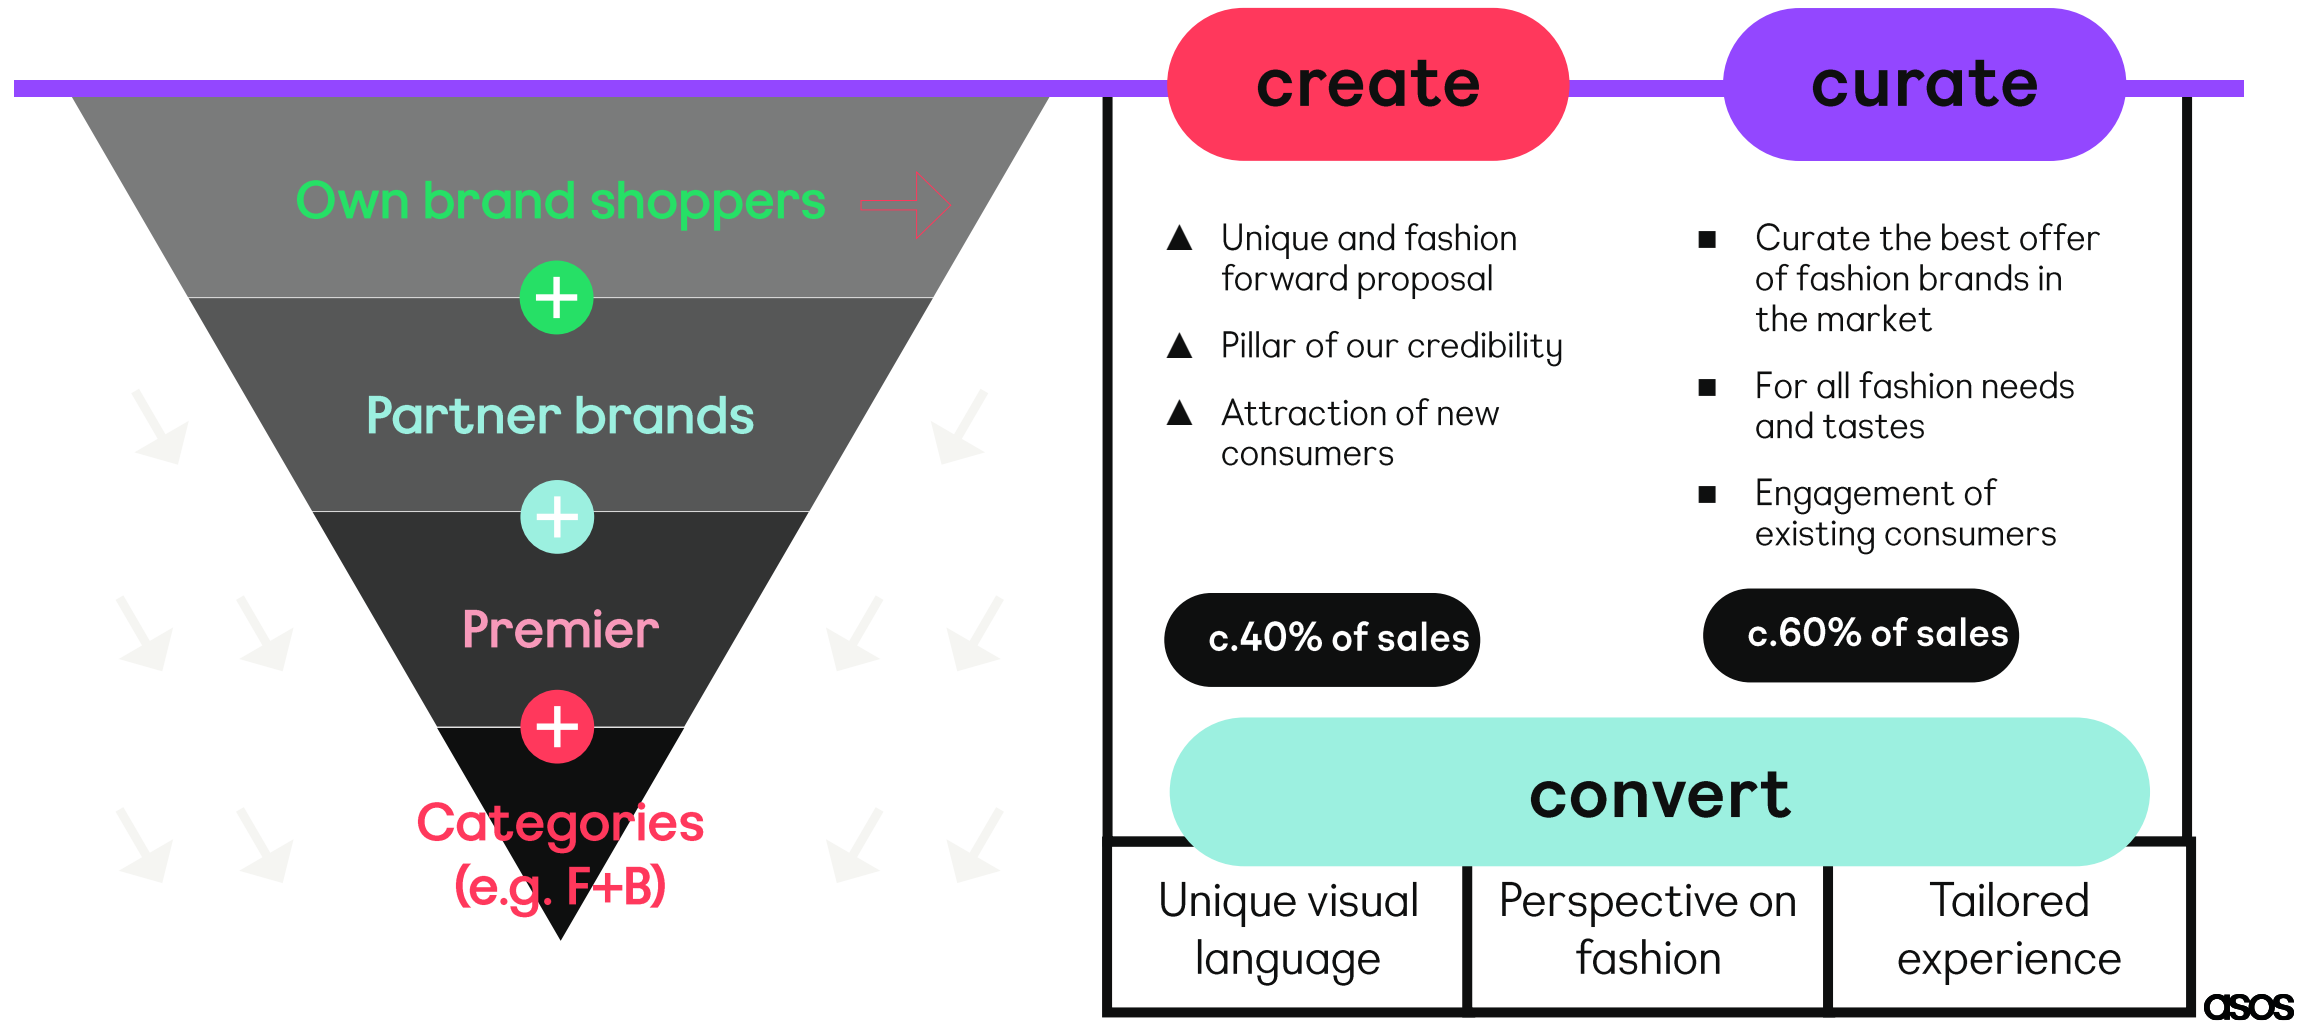 Own brand shoppers
Partner brands
Premier
Categories
(e.g. F+B)
create
Unique and fashion
forward proposal
Pillar of our credibility
Attraction of new
consumers
c.40% of sales
curate
Curate the best offer
of fashion brands in
the market
For all fashion needs
and tastes
Engagement of
existing consumers
c.60% of sales
convert
Unique visual
language
Perspective on
fashion
Tailored
experience
asos